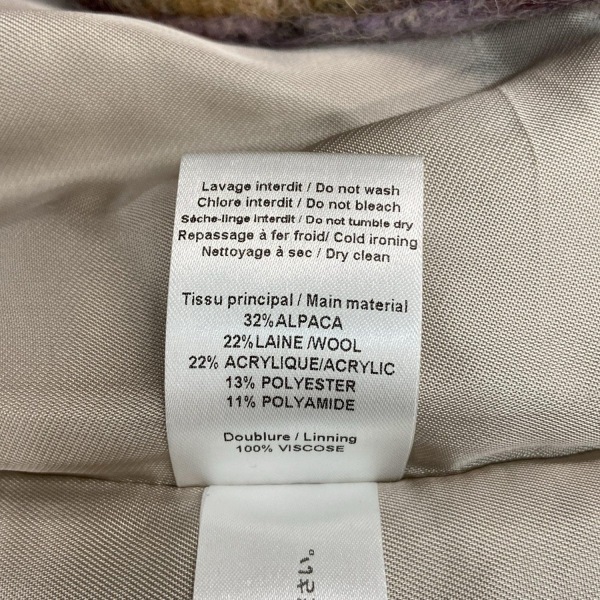 Lavage interdit / Do not wash
Chlore interdit / Do not bleach
Sèche-linge interdit / Do not tumble dry
Repassage à fer froid/ Cold ironing
Nettoyage à sec / Dry clean
Tissu principal / Main material
32%ALPACA
22%LAINE /WOOL
22% ACRYLIQUE/ACRYLIC
13% POLYESTER
11% POLYAMIDE
Doublure / Linning
100% VISCOSE
さい。